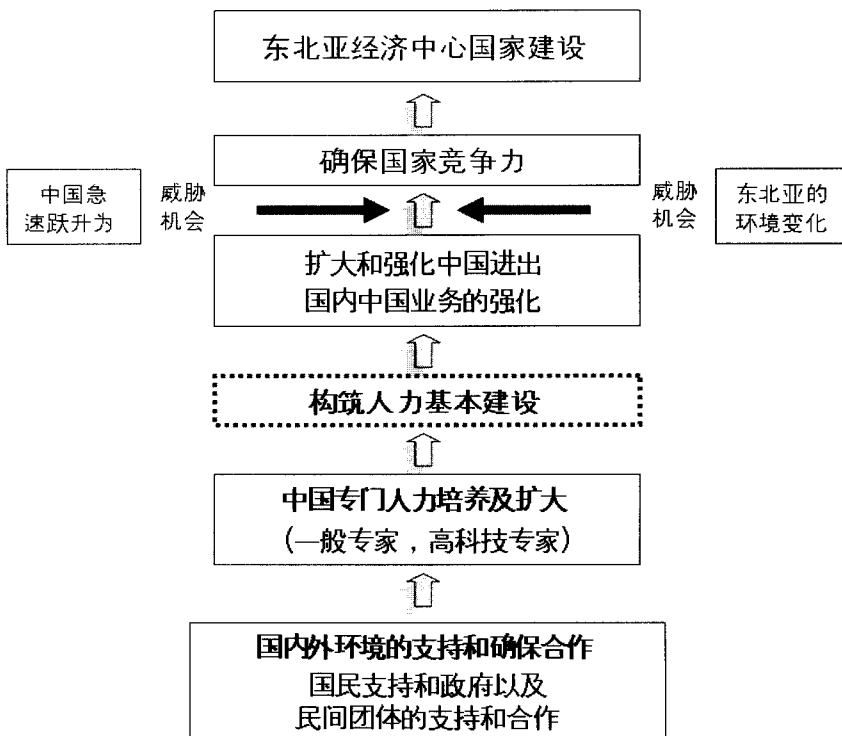 东北亚经济中心国家建设
确保国家竞争力
中国急
速跃升为
威胁
机会
威胁
机会
东北亚的
环境变化
扩大和强化中国进出
国内中国业务的强化
构筑人力基本建设
中国专门人力培养及扩大
(一般专家，高科技专家)
国内外环境的支持和确保合作
国民支持和政府以及
民间团体的支持和合作